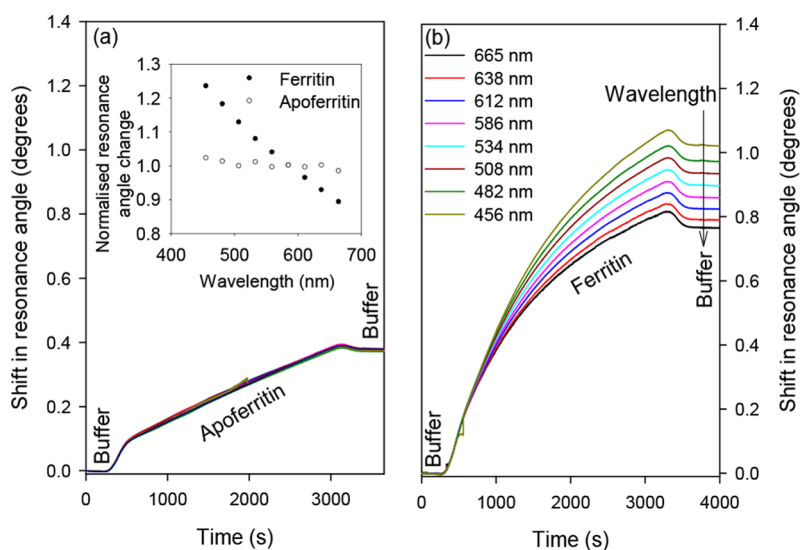 (a)
Shift in resonance angle (degrees)
1.4
1.2
1.0
0.8
0.6
0.4
0.2
0.0
0
1000
2000
3000
Time (s)
Buffer
Apoferritin
Buffer
Normalised resonance
angle change
1.3
1.2
1.1
1.0
0.9
0.8
400
500
600
700
Wavelength (nm)
Ferritin
Apoferritin
(b)
665 nm
638 nm
612 nm
586 nm
534 nm
508 nm
482 nm
456 nm
Wavelength
Ferritin
Buffer
Buffer
0
1000
2000
3000
4000
Time (s)
1.4
1.2
1.0
0.8
0.6
0.4
0.2
0.0
Shift in resonance angle (degrees)